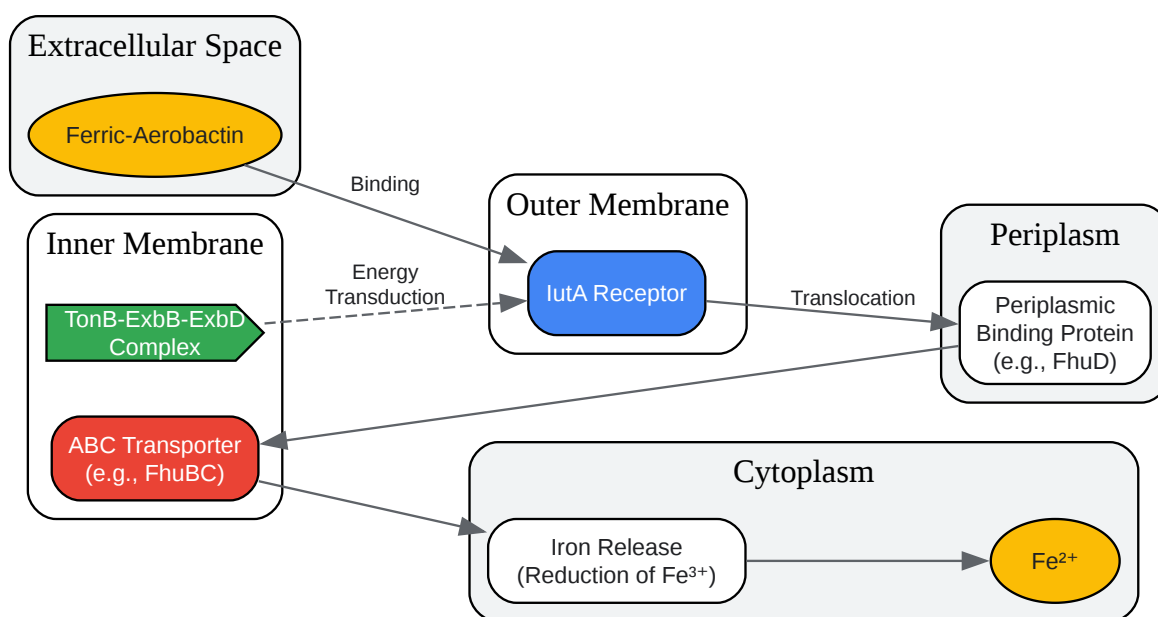 Extracellular Space
Ferric-Aerobactin
Binding
Inner Membrane
TonB-ExbB-ExbD
Complex
Energy
Transduction
Outer Membrane
IutA Receptor
Translocation
Periplasm
Periplasmic
Binding Protein
(e.g., FhuD)
ABC Transporter
(e.g., FhuBC)
Cytoplasm
Iron Release
(Reduction of Fe³⁺)
Fe²⁺